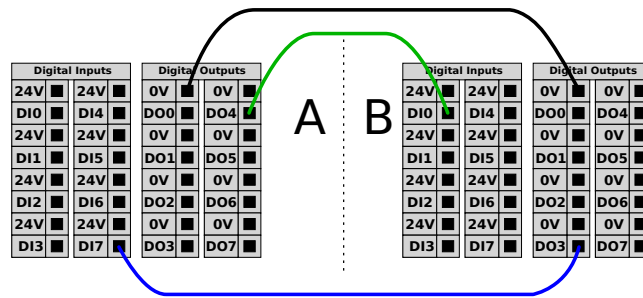 Digital Inputs Digital Outputs A B Digital Inputs Digital Outputs
24V 24V 0V 0V 24V 24V 0V 0V
DI0 DI4 DO0 DO4 DI0 DI4 DO0 DO4
24V 24V 0V 0V 24V 24V 0V 0V
DI1 DI5 DO1 DO5 DI1 DI5 DO1 DO5
24V 24V 0V 0V 24V 24V 0V 0V
DI2 DI6 DO2 DO6 DI2 DI6 DO2 DO6
24V 24V 0V 0V 24V 24V 0V 0V
DI3 DI7 DO3 DO7 DI3 DI7 DO3 DO7